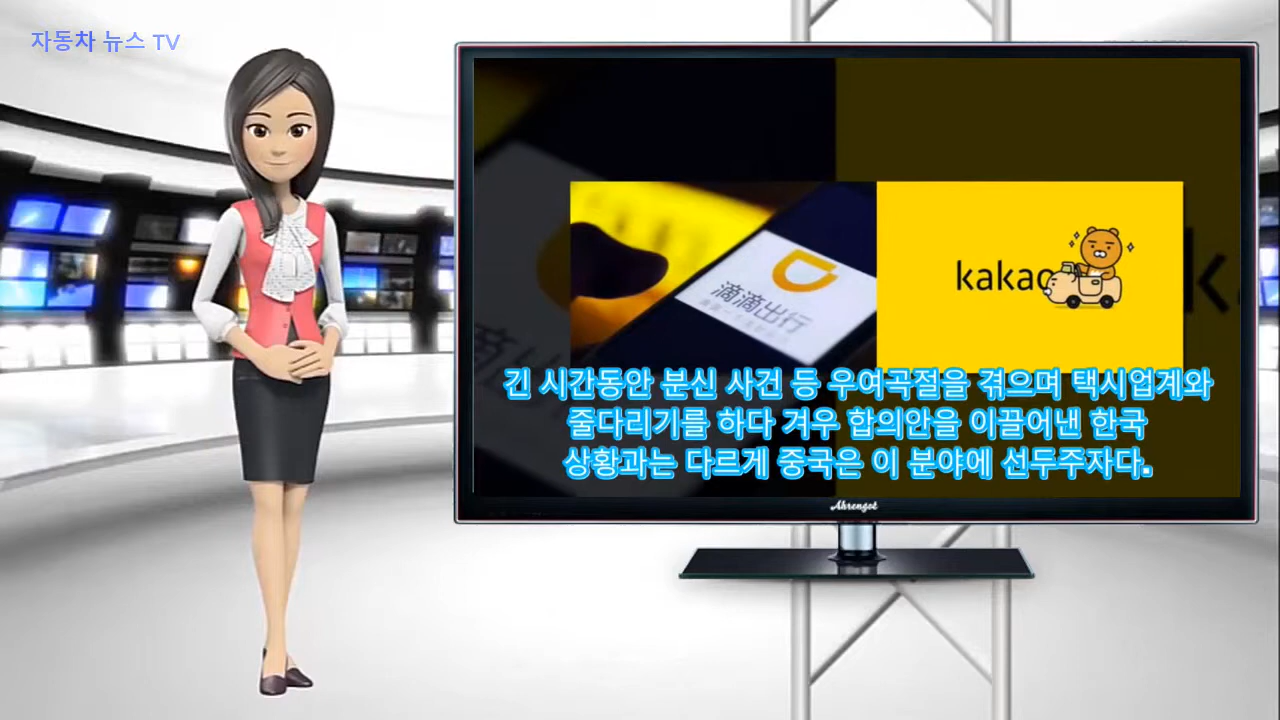 자동차 뉴스 TV
滴滴出行
kakao
긴 시간동안 분신 사건 등 우여곡절을 겪으며 택시업계와
줄다리기를 하다 겨우 합의안을 이끌어낸 한국
상황과는 다르게 중국은 이 분야에 선두주자다.
Ahrengot